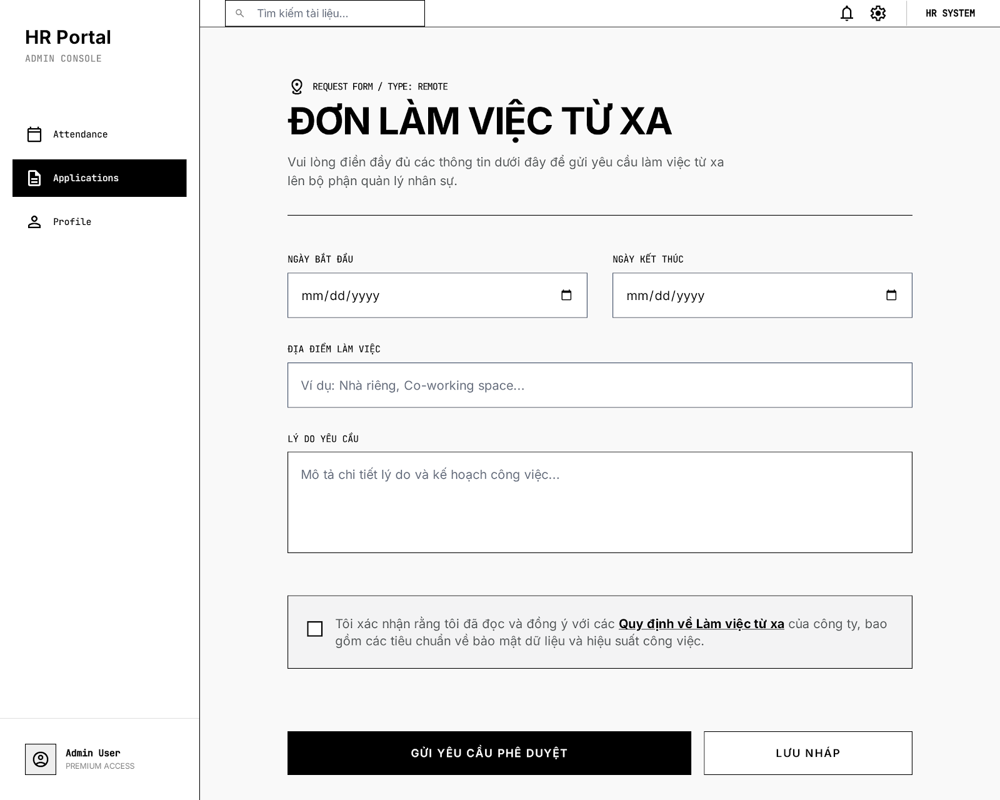 HR Portal
ADMIN CONSOLE
Attendance
Applications
Profile
Admin User
PREMIUM ACCESS
Tìm kiếm tài liệu...
HR SYSTEM
REQUEST FORM / TYPE: REMOTE
ĐƠN LÀM VIỆC TỪ XA
Vui lòng điền đầy đủ các thông tin dưới đây để gửi yêu cầu làm việc từ xa
lên bộ phận quản lý nhân sự.
NGÀY BẮT ĐẦU
mm/dd/yyyy
NGÀY KẾT THÚC
mm/dd/yyyy
ĐỊA ĐIỂM LÀM VIỆC
Ví dụ: Nhà riêng, Co-working space...
LÝ DO YÊU CẦU
Mô tả chi tiết lý do và kế hoạch công việc...
Tôi xác nhận rằng tôi đã đọc và đồng ý với các Quy định về Làm việc từ xa của công ty, bao
gồm các tiêu chuẩn về bảo mật dữ liệu và hiệu suất công việc.
GỬI YÊU CẦU PHÊ DUYỆT
LƯU NHÁP